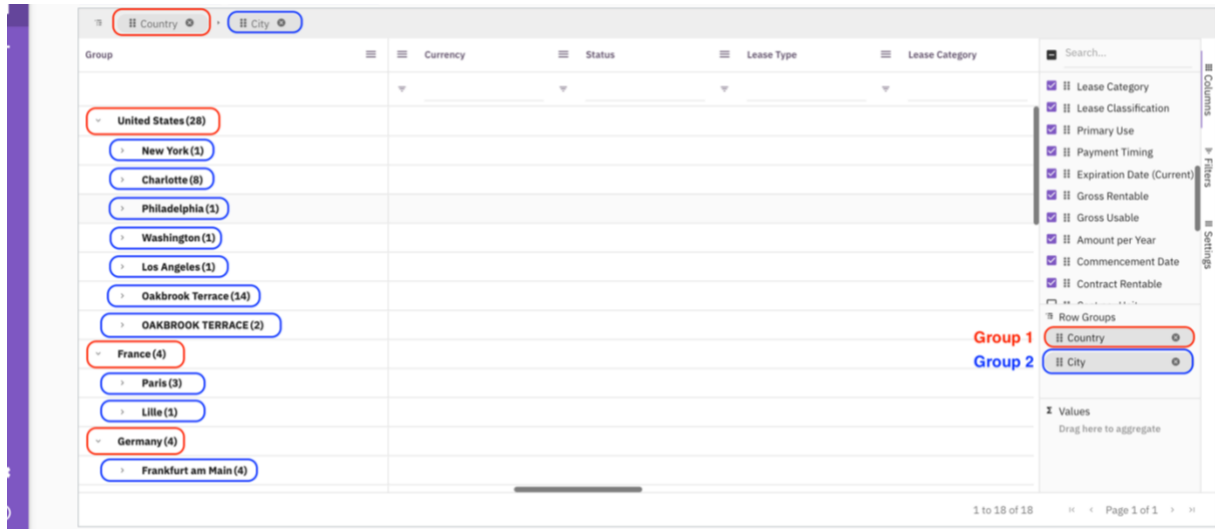 Country
City
Group
Currency
Status
Lease Type
Lease Category
Search...
United States (28)
New York (1)
Charlotte (8)
Philadelphia (1)
Washington (1)
Los Angeles (1)
Oakbrook Terrace (14)
OAKBROOK TERRACE (2)
France (4)
Paris (3)
Lille (1)
Germany (4)
Frankfurt am Main (4)
Lease Category
Lease Classification
Primary Use
Payment Timing
Expiration Date (Current)
Gross Rentable
Gross Usable
Amount per Year
Commencement Date
Contract Rentable
Row Groups
Group 1
Country
Group 2
City
Values
Drag here to aggregate
Columns
Filters
Settings
1 to 18 of 18
Page 1 of 1